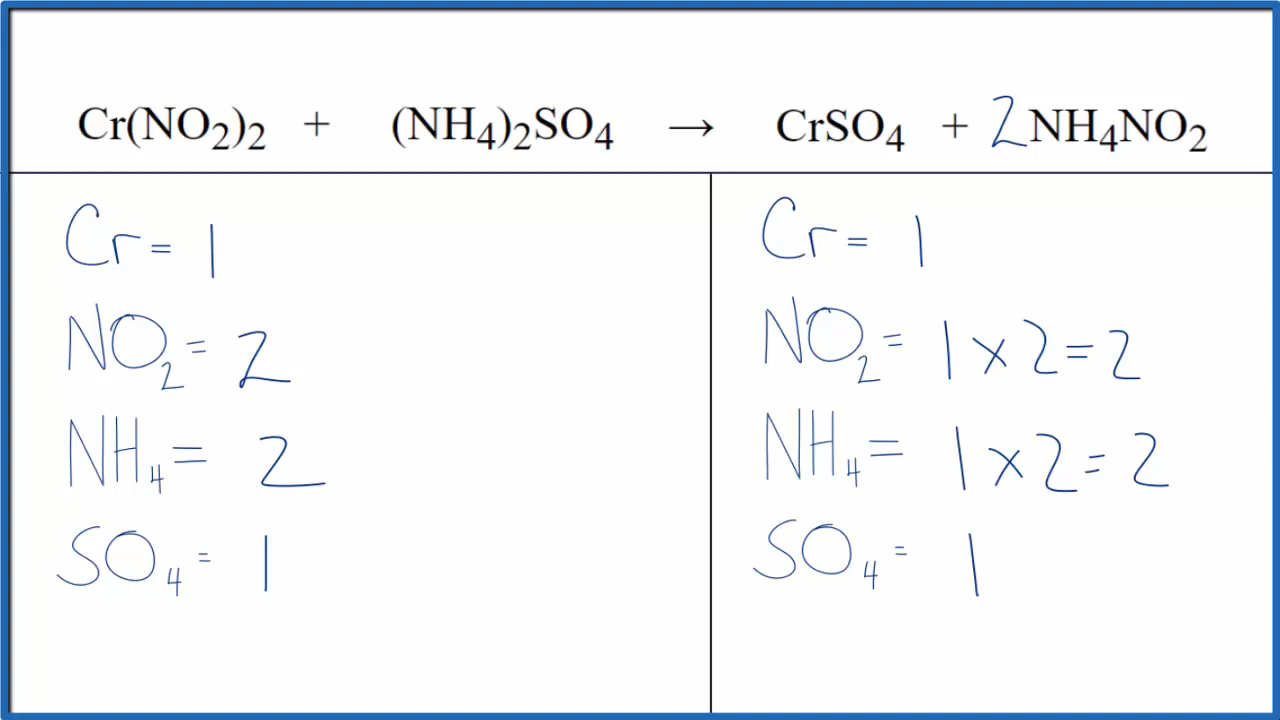 Cr(NO₂)₂ + (NH₄)₂SO₄ → CrSO₄ + 2NH₄NO₂
Cr = 1
NO₂ = 2
NH₄ = 2
SO₄ = 1
Cr = 1
NO₂ = 1 x 2 = 2
NH₄ = 1 x 2 = 2
SO₄ = 1